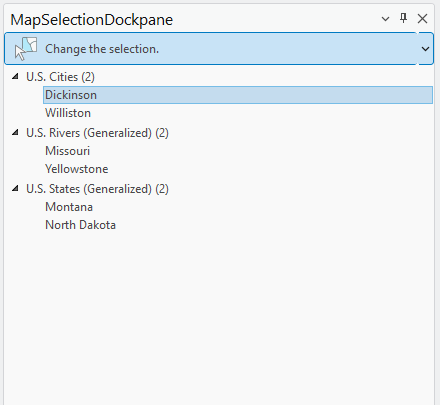 MapSelectionDockpane
Change the selection.
U.S. Cities (2)
Dickinson
Williston
U.S. Rivers (Generalized) (2)
Missouri
Yellowstone
U.S. States (Generalized) (2)
Montana
North Dakota